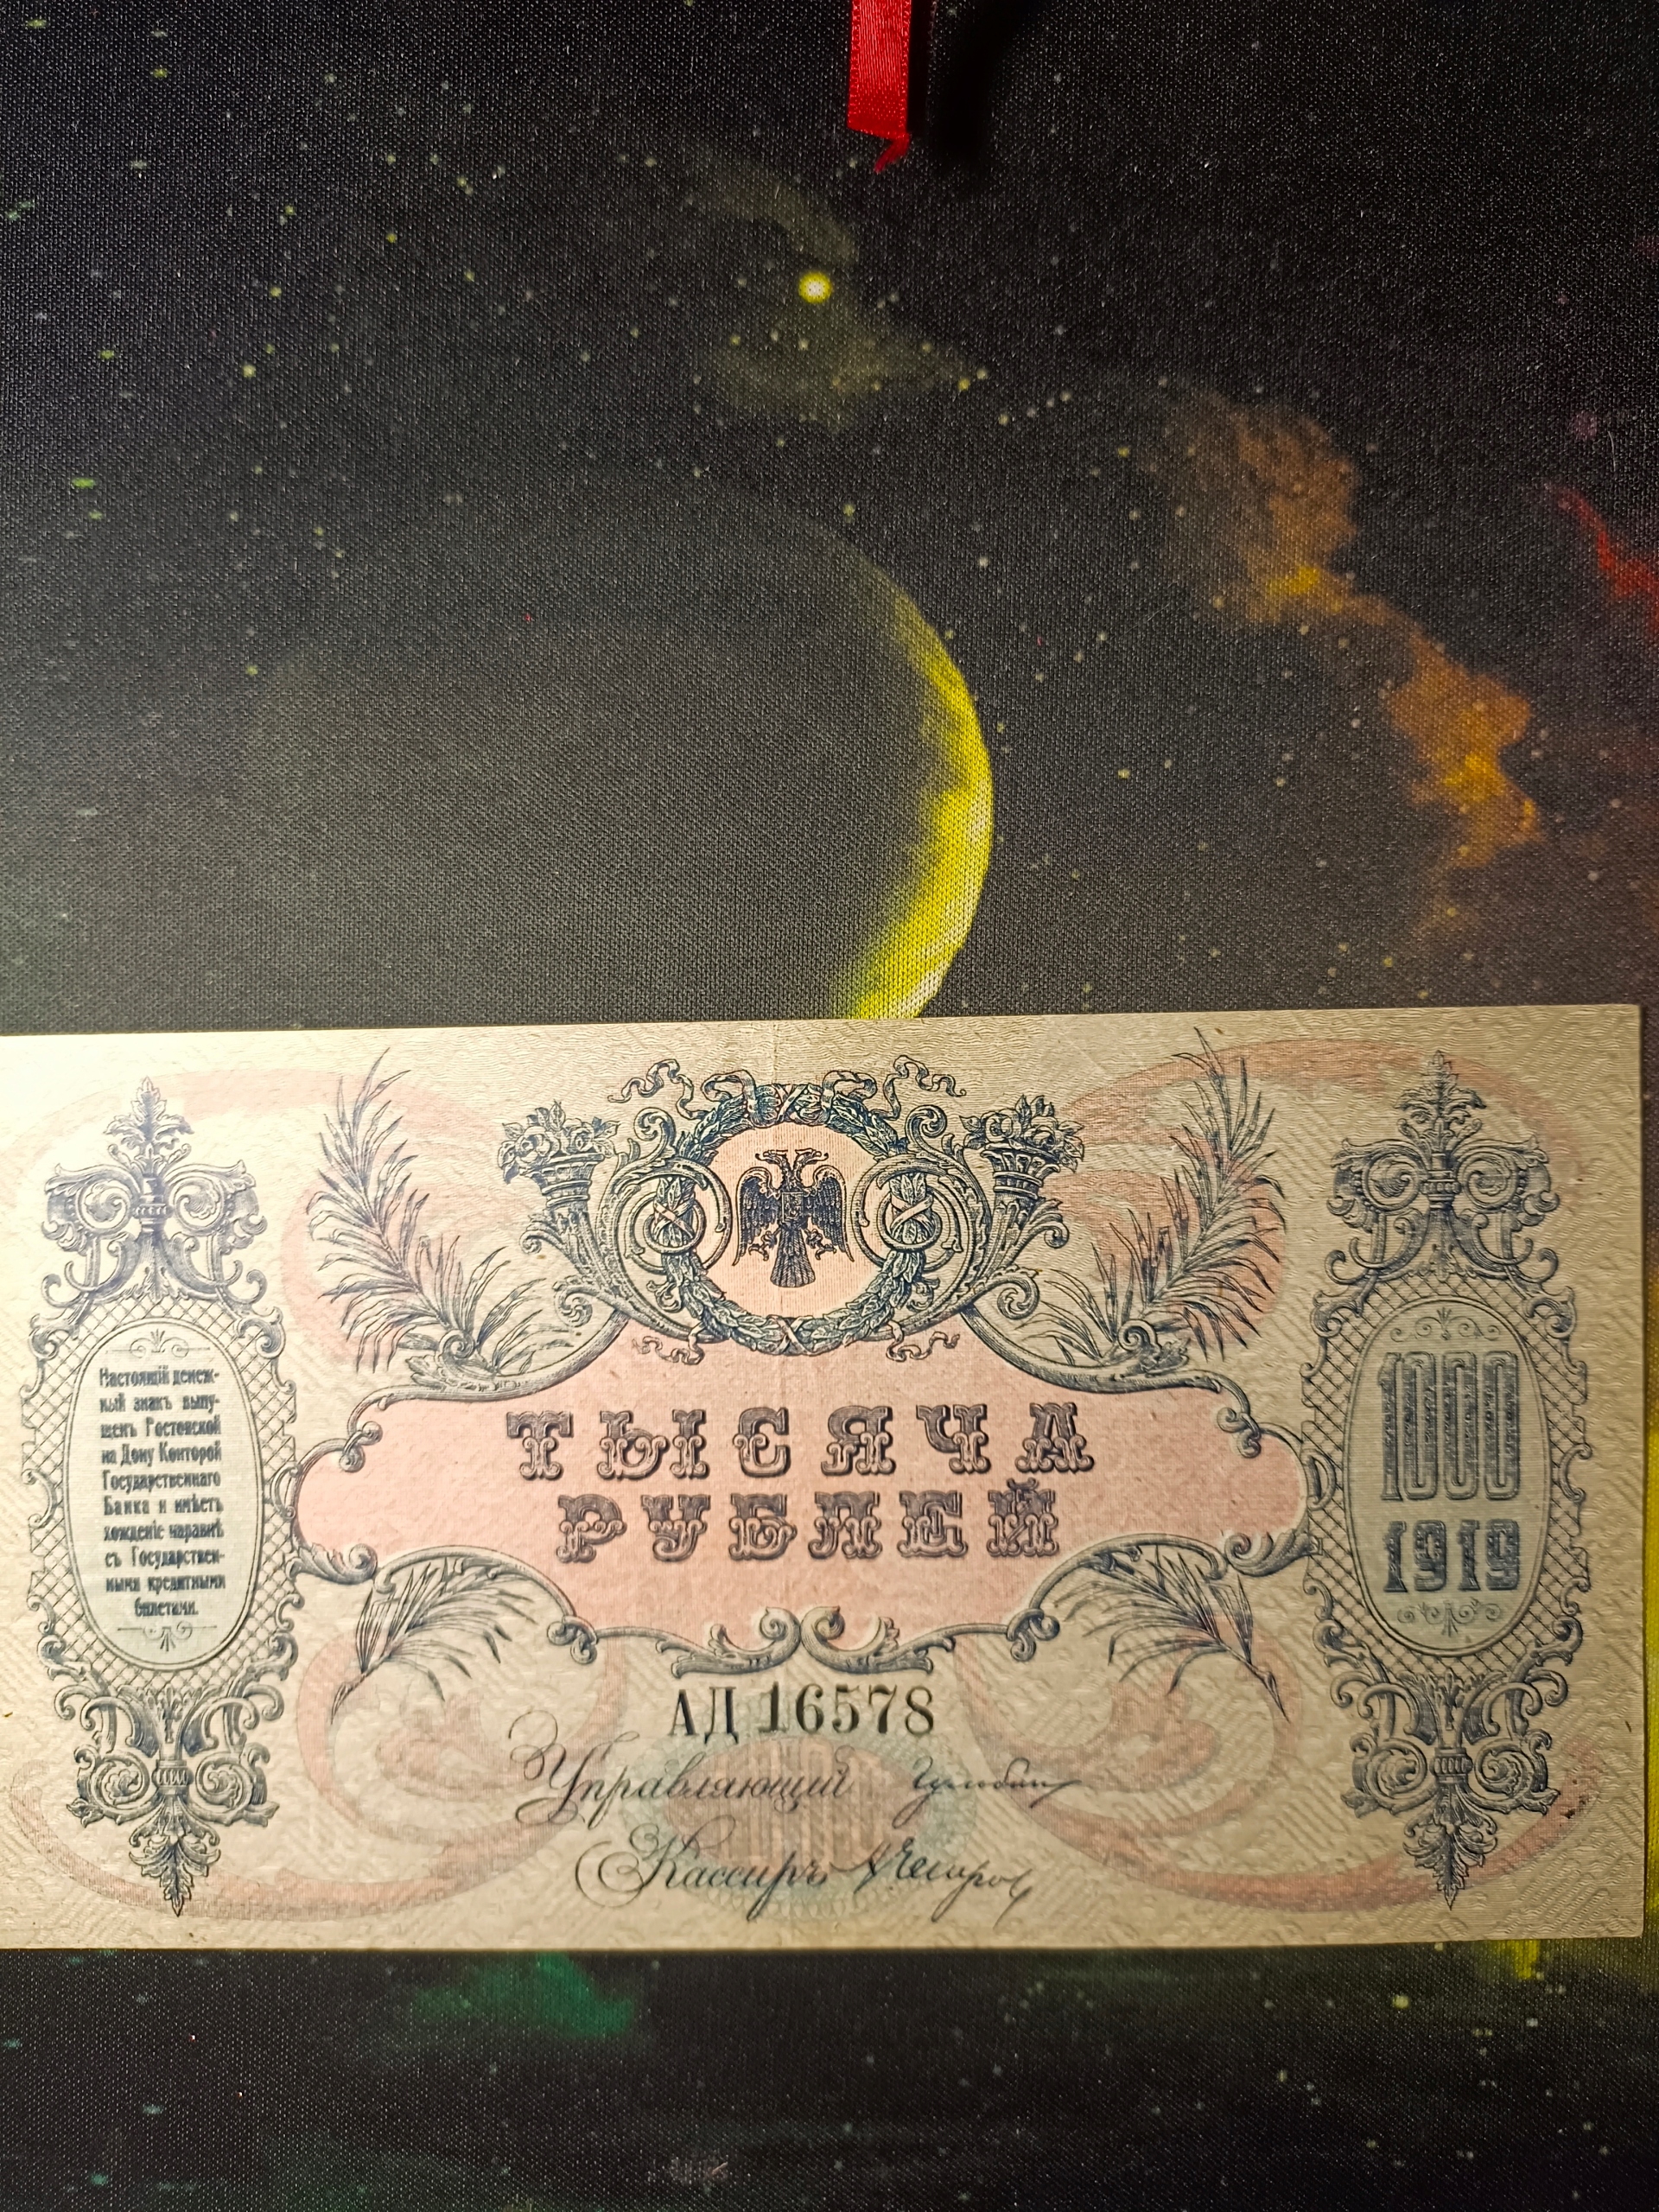 Настоящій денеж-
ный знакъ выпу-
щенъ Ростовской
на Дону Конторой
Государственнаго
Банка и имѣетъ
хожденіе наравнѣ
съ Государствен-
ными кредитными
билетами.
ТЫСЯЧА
РУБЛЕЙ
1000
1919
АД 16578
Управляющій
Кассиръ